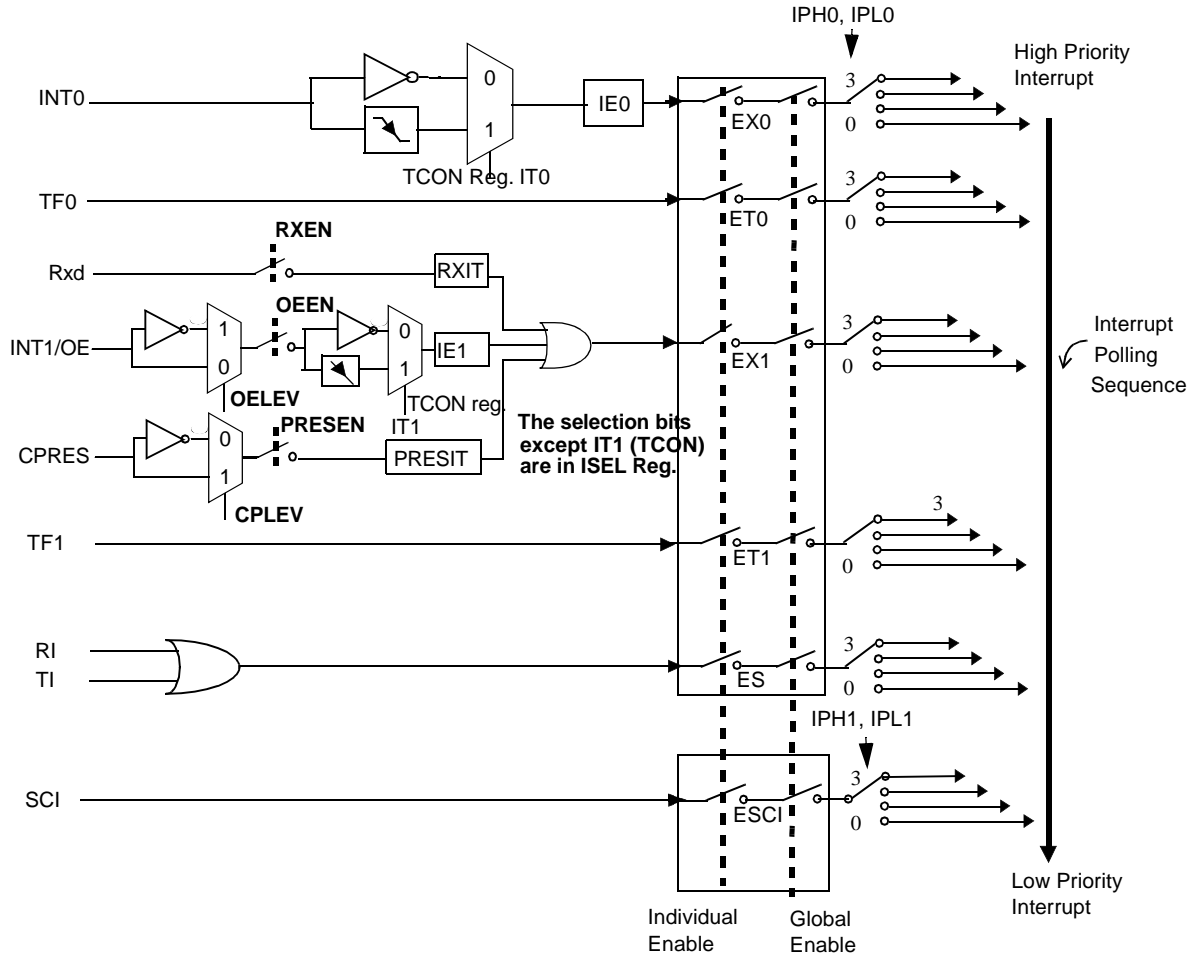 IPH0, IPL0
High Priority
Interrupt
INT0
0
1
IE0
EX0
3
0
TCON Reg. IT0
TF0
ET0
3
0
RXEN
Rxd
RXIT
OEEN
INT1/OE
1
0
0
1
IE1
EX1
3
0
Interrupt
Polling
Sequence
OELEV
TCON reg.
IT1
PRESEN
CPRES
0
1
PRESIT
The selection bits
except IT1 (TCON)
are in ISEL Reg.
CPLEV
TF1
ET1
3
0
RI
TI
ES
3
0
IPH1, IPL1
SCI
ESCI
3
0
Low Priority
Interrupt
Individual
Enable
Global
Enable